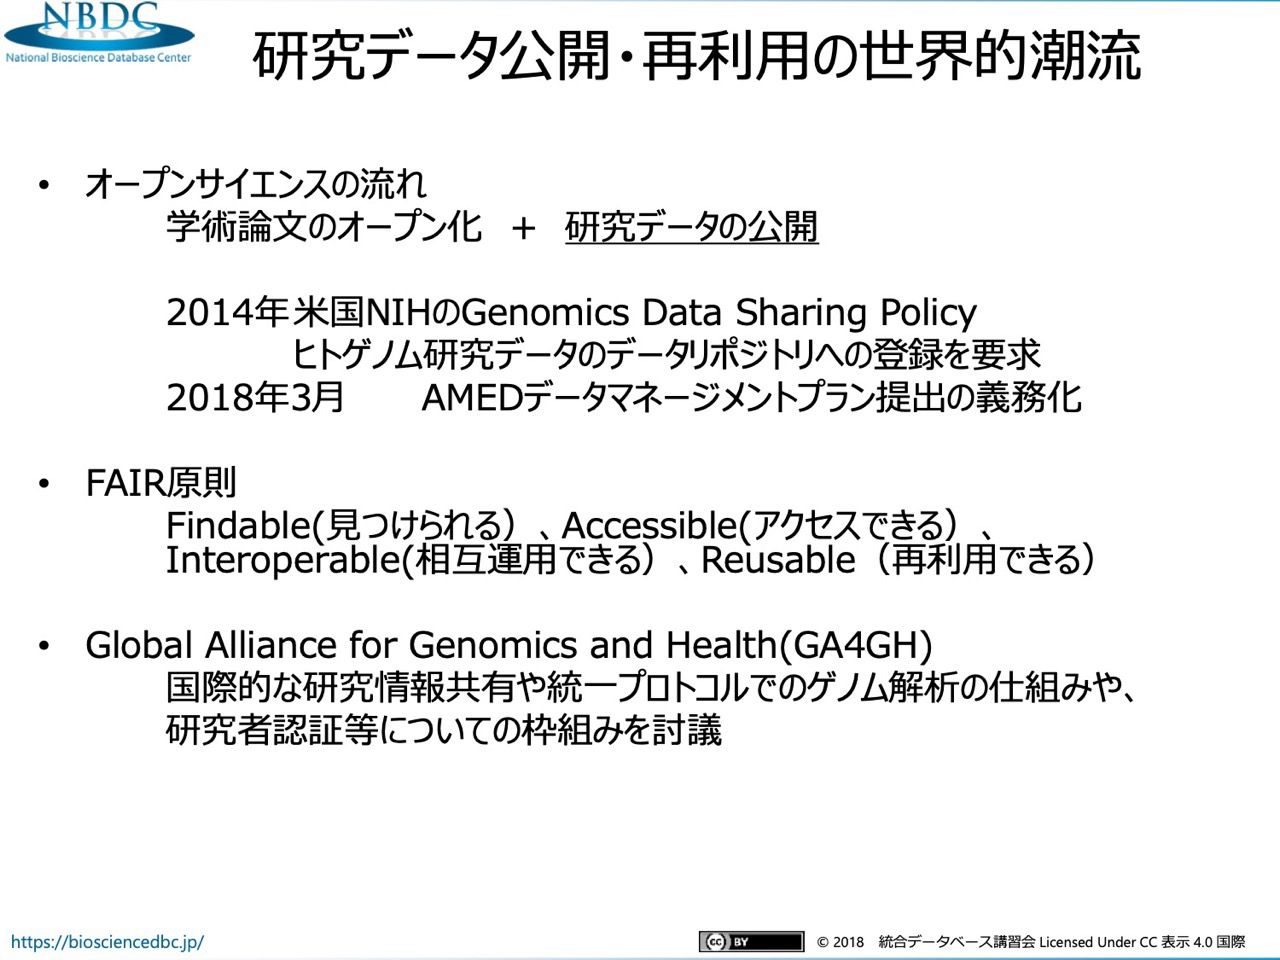 NBDC
National Bioscience Database Center
研究データ公開・再利用の世界的潮流
• オープンサイエンスの流れ
学術論文のオープン化 + 研究データの公開
2014年 米国NIHのGenomics Data Sharing Policy
ヒトゲノム研究データのデータリポジトリへの登録を要求
2018年3月 AMEDデータマネージメントプラン提出の義務化
• FAIR原則
Findable(見つけられる）、Accessible(アクセスできる）、
Interoperable(相互運用できる）、Reusable（再利用できる）
• Global Alliance for Genomics and Health(GA4GH)
国際的な研究情報共有や統一プロトコルでのゲノム解析の仕組みや、
研究者認証等についての枠組みを討議
https://biosciencedbc.jp/
cc BY
© 2018 統合データベース講習会 Licensed Under CC 表示 4.0 国際